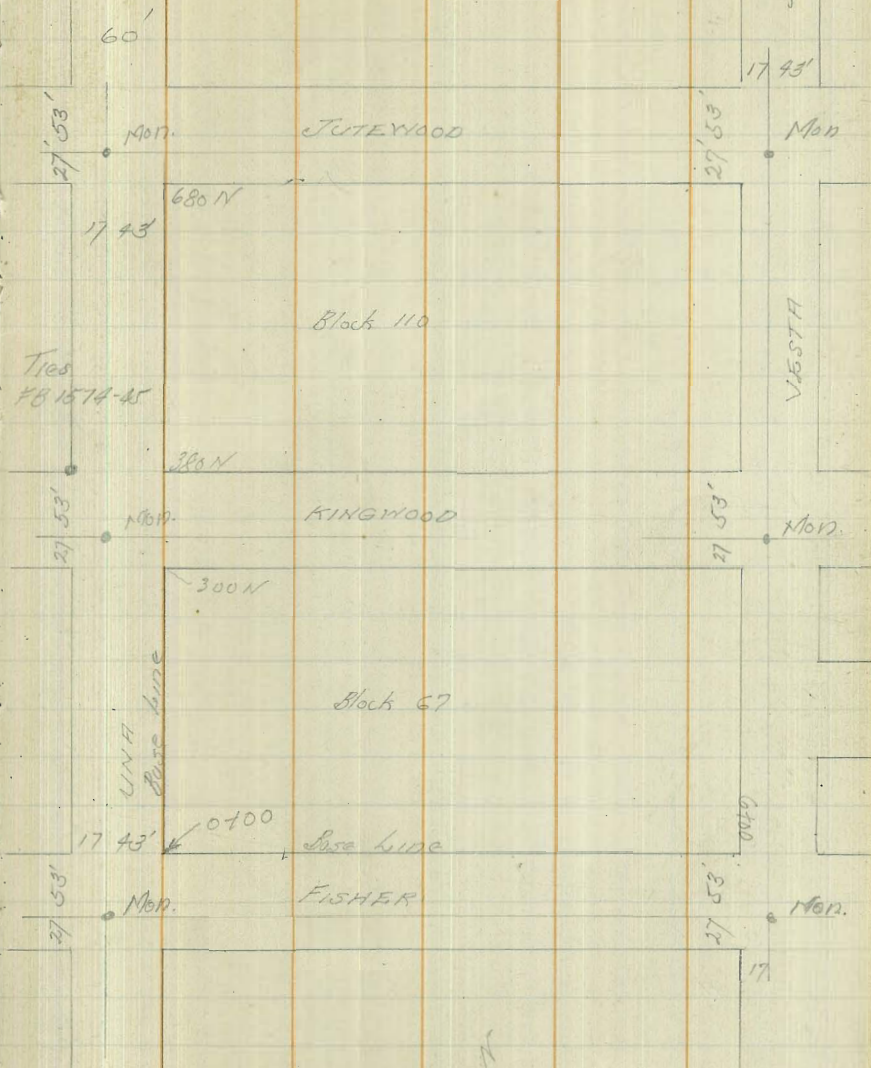 60'
17 43'
27' 53'
Mon.
JUTEWOOD
27' 53'
Mon
680 N
17 43'
Block 110
VESTA
Ties
FB 1574-45
380 N
27 53'
Mon.
KINGWOOD
27 53'
Mon.
300 N
UNA
Base Line
Block 67
17 43'
0+00
Base Line
6+00
27 53'
Mon.
FISHER
27 53'
Mon.
17